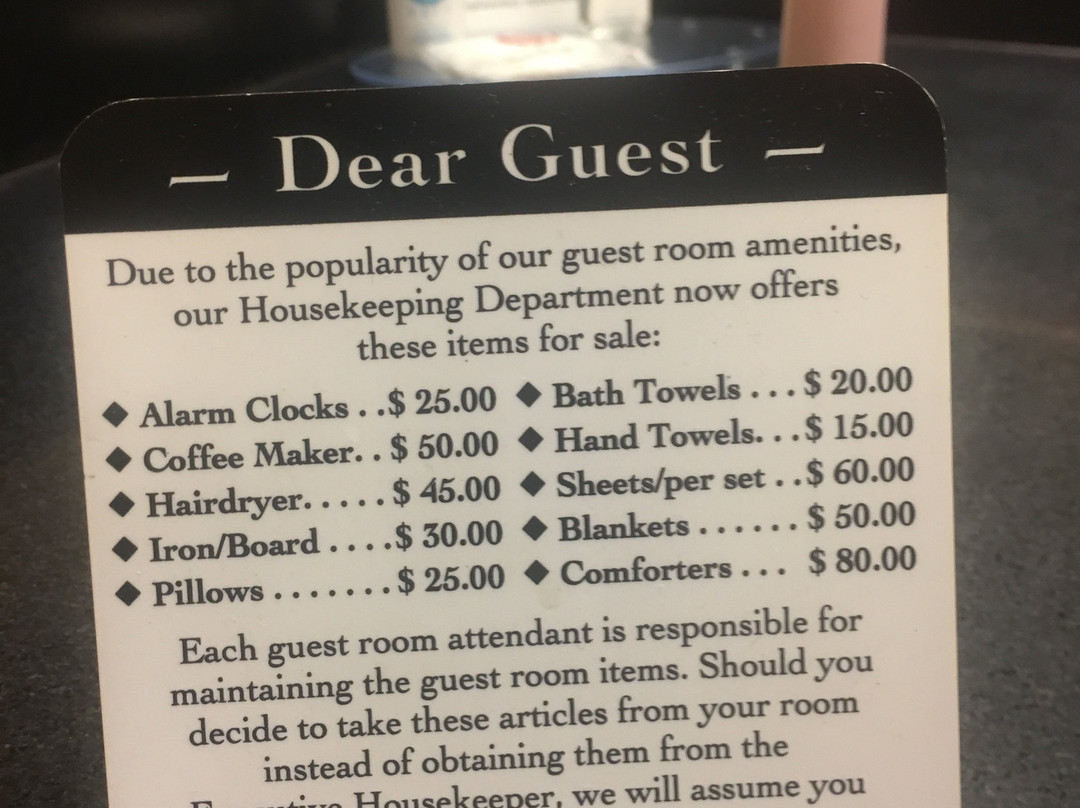 — Dear Guest —
Due to the popularity of our guest room amenities,
our Housekeeping Department now offers
these items for sale:
◆ Alarm Clocks . . $ 25.00 ◆ Bath Towels . . . $ 20.00
◆ Coffee Maker. . $ 50.00 ◆ Hand Towels. . . $ 15.00
◆ Hairdryer. . . . . $ 45.00 ◆ Sheets/per set . . $ 60.00
◆ Iron/Board . . . . $ 30.00 ◆ Blankets . . . . . . $ 50.00
◆ Pillows . . . . . . . $ 25.00 ◆ Comforters . . . $ 80.00
Each guest room attendant is responsible for
maintaining the guest room items. Should you
decide to take these articles from your room
instead of obtaining them from the
Housekeeper, we will assume you